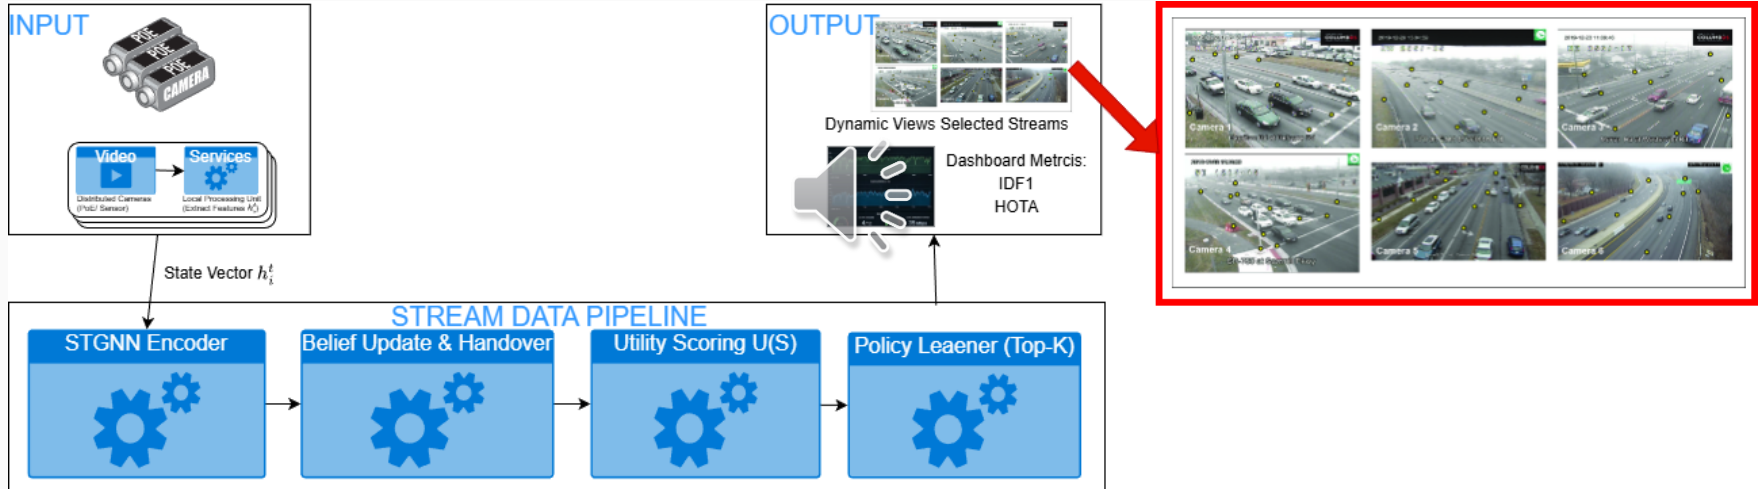 INPUT
POE
POE
POE
CAMERA
Video
Services
Distributed Cameras
(PoE/ Sensor)
Local Processing Unit
(Extract Features h_i^t)
State Vector h_i^t
OUTPUT
Dynamic Views Selected Streams
Dashboard Metrcis:
IDF1
HOTA
STREAM DATA PIPELINE
STGNN Encoder
Belief Update & Handover
Utility Scoring U(S)
Policy Leaener (Top-K)
Camera 1
Camera 2
Camera 3
Camera 4
Camera 5
Camera 6